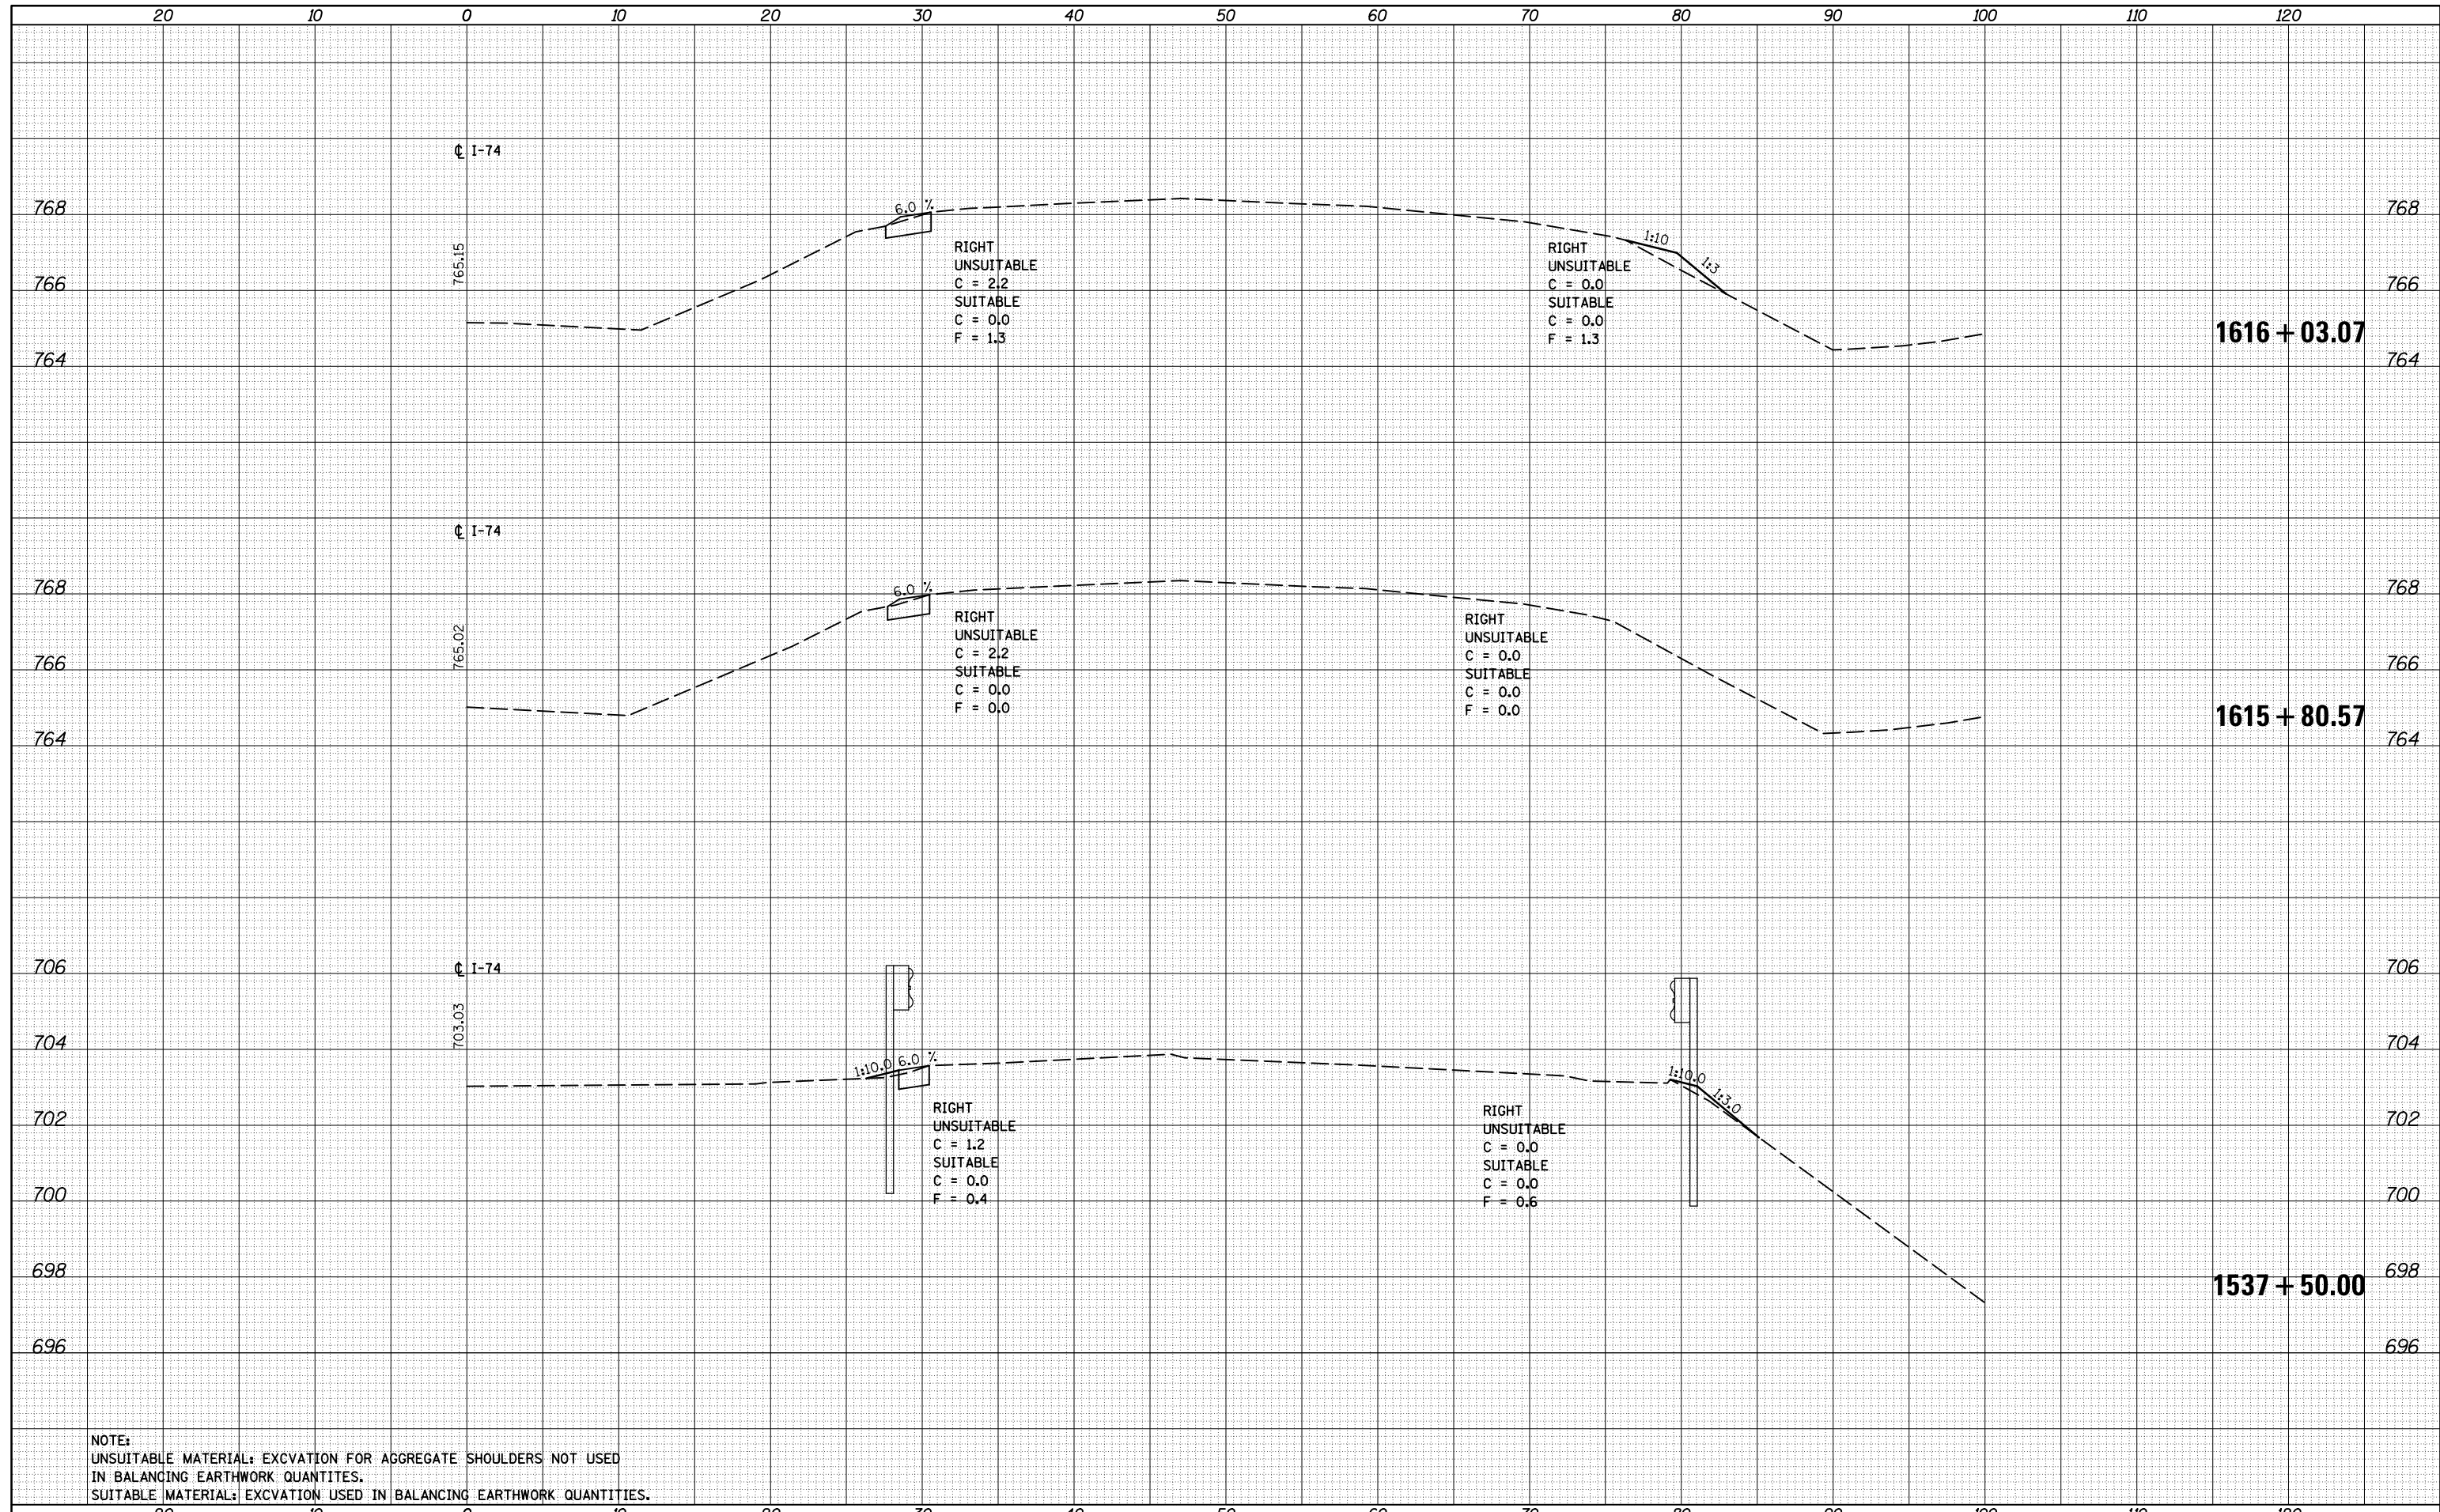 20 10 0 10 20 30 40 50 60 70 80 90 100 110 120
℄ I-74
768 768
6.0 %
765.15
RIGHT
UNSUITABLE
C = 2.2
SUITABLE
C = 0.0
F = 1.3
RIGHT
UNSUITABLE
C = 0.0
SUITABLE
C = 0.0
F = 1.3
1:10
1:3
766 766
1616+03.07
764 764
℄ I-74
768 768
6.0 %
765.02
RIGHT
UNSUITABLE
C = 2.2
SUITABLE
C = 0.0
F = 0.0
RIGHT
UNSUITABLE
C = 0.0
SUITABLE
C = 0.0
F = 0.0
766 766
1615+80.57
764 764
706 706
℄ I-74
703.03
704 704
1:10.0 6.0 %
1:10.0
1:3.0
RIGHT
UNSUITABLE
C = 1.2
SUITABLE
C = 0.0
F = 0.4
RIGHT
UNSUITABLE
C = 0.0
SUITABLE
C = 0.0
F = 0.6
702 702
700 700
698 698
1537+50.00
696 696
NOTE:
UNSUITABLE MATERIAL: EXCVATION FOR AGGREGATE SHOULDERS NOT USED
IN BALANCING EARTHWORK QUANTITES.
SUITABLE MATERIAL: EXCVATION USED IN BALANCING EARTHWORK QUANTITIES.